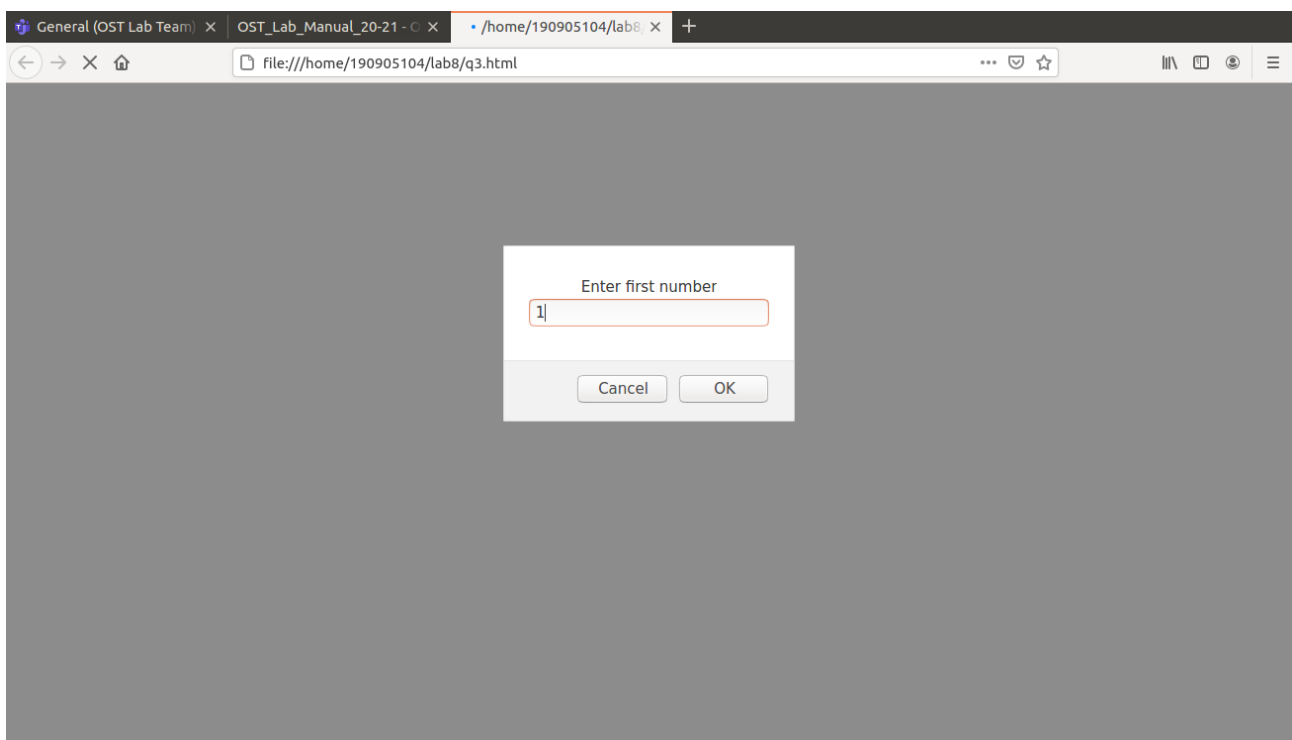 General (OST Lab Team)
OST_Lab_Manual_20-21 - O
• /home/190905104/lab8/
file:///home/190905104/lab8/q3.html
Enter first number
1
Cancel OK